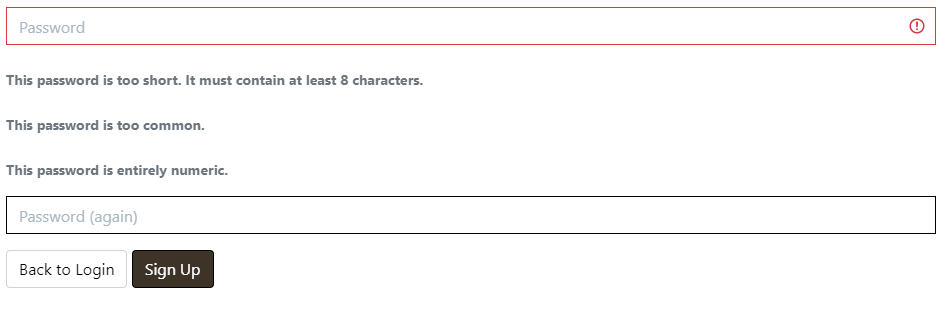 Password
This password is too short. It must contain at least 8 characters.
This password is too common.
This password is entirely numeric.
Password (again)
Back to Login Sign Up